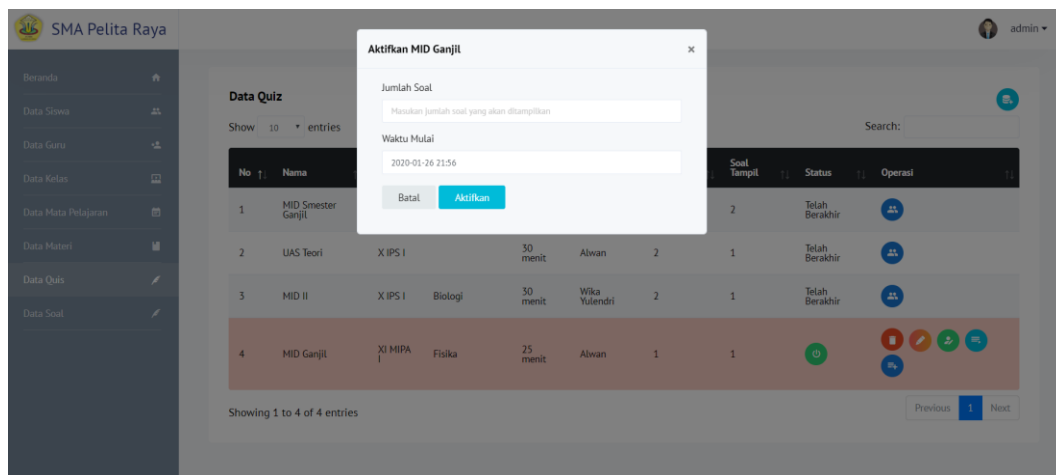 SMA Pelita Raya
admin
Beranda
Data Siswa
Data Guru
Data Kelas
Data Mata Pelajaran
Data Materi
Data Quis
Data Soal
Aktifkan MID Ganjil
×
Jumlah Soal
Masukan jumlah soal yang akan ditampilkan
Waktu Mulai
2020-01-26 21:56
Batal Aktifkan
Data Quiz
Show 10 entries
Search:
No Nama Soal Tampil Status Operasi
1 MID Smester Ganjil 2 Telah Berakhir
2 UAS Teori X IPS I 30 menit Alwan 2 1 Telah Berakhir
3 MID II X IPS I Biologi 30 menit Wika Yulendri 2 1 Telah Berakhir
4 MID Ganjil XI MIPA I Fisika 25 menit Alwan 1 1
Showing 1 to 4 of 4 entries
Previous 1 Next